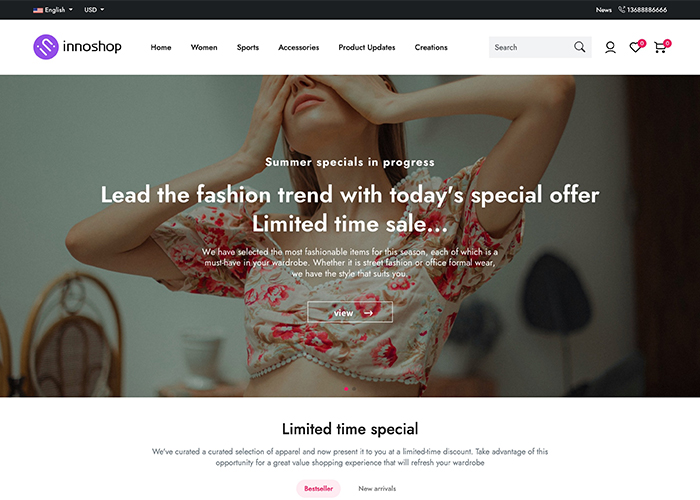 English
USD
News
13688886666
innoshop
Home
Women
Sports
Accessories
Product Updates
Creations
Search
0
0
Summer specials in progress
Lead the fashion trend with today's special offer
Limited time sale...
We have selected the most fashionable items for this season, each of which is a
must-have in your wardrobe. Whether it is street fashion or office formal wear,
we have the style that suits you.
view
Limited time special
We've curated a curated selection of apparel and now present it to you at a limited-time discount. Take advantage of this
opportunity for a great value shopping experience that will refresh your wardrobe
Bestseller
New arrivals